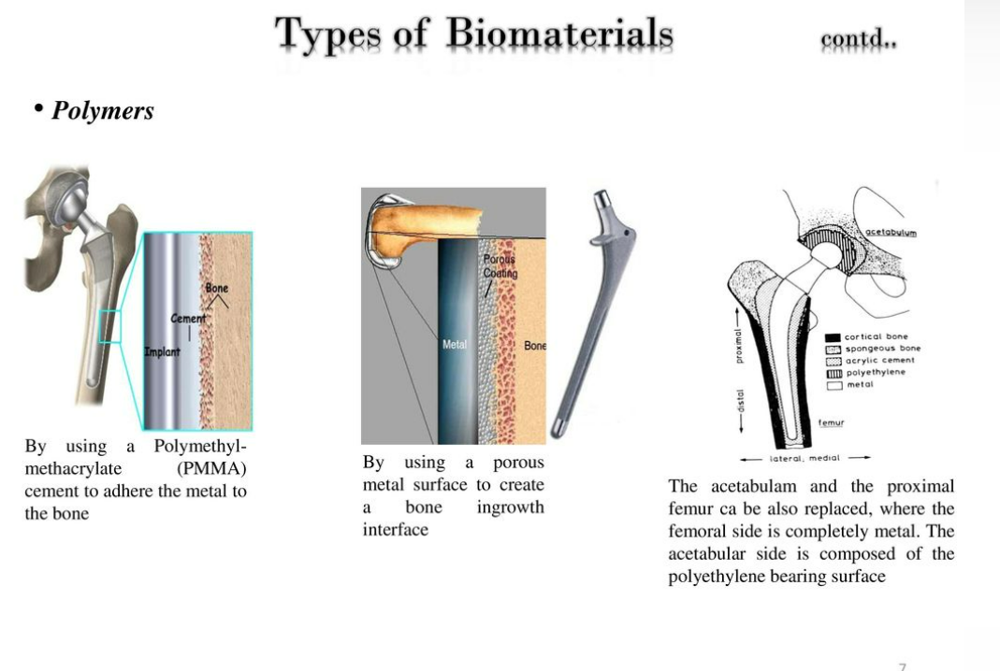 Types of Biomaterials
contd..
• Polymers
Bone
Cement
Implant
By using a Polymethyl-
methacrylate (PMMA)
cement to adhere the metal to
the bone
Porous
Coating
Metal
Bone
By using a porous
metal surface to create
a bone ingrowth
interface
acetabulum
proximal
distal
cortical bone
spongeous bone
acrylic cement
polyethylene
metal
femur
lateral, medial
The acetabulam and the proximal
femur ca be also replaced, where the
femoral side is completely metal. The
acetabular side is composed of the
polyethylene bearing surface
7